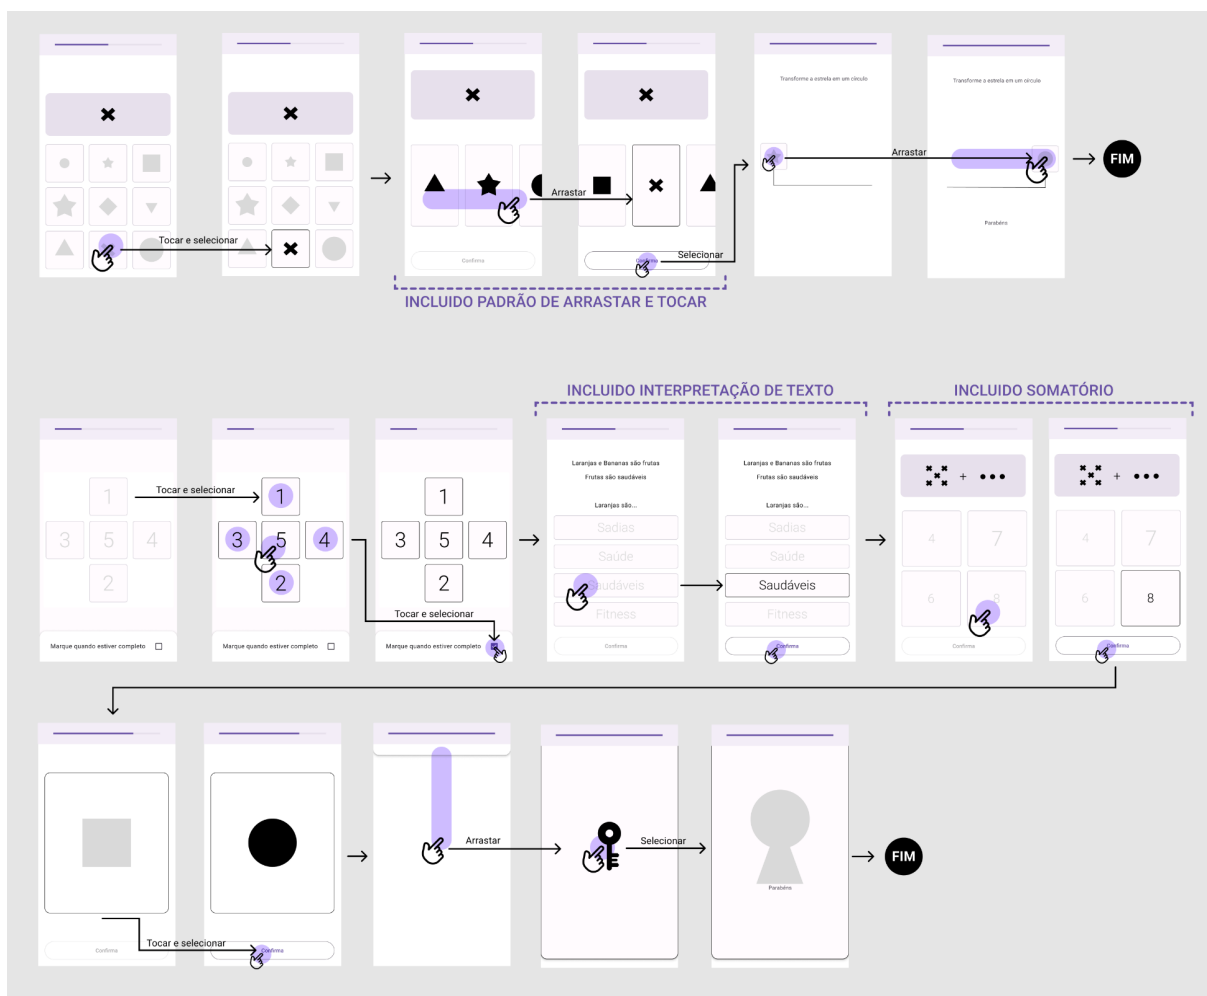 Transforme a estrela em um círculo
Transforme a estrela em um círculo
Arrastar
FIM
Arrastar
Tocar e selecionar
Selecionar
Confirma
Confirma
Parabéns
INCLUIDO PADRÃO DE ARRASTAR E TOCAR
INCLUIDO INTERPRETAÇÃO DE TEXTO
INCLUIDO SOMATÓRIO
1
3 5 4
2
Marque quando estiver completo
Tocar e selecionar
1
3 5 4
2
Marque quando estiver completo
1
3 5 4
2
Tocar e selecionar
Marque quando estiver completo
Laranjas e Bananas são frutas
Frutas são saudáveis
Laranjas são...
Sadias
Saúde
Saudáveis
Fitness
Confirma
Laranjas e Bananas são frutas
Frutas são saudáveis
Laranjas são...
Sadias
Saúde
Saudáveis
Fitness
Confirma
+
4 7
6 8
Confirma
+
4 7
6 8
Confirma
Confirma
Tocar e selecionar
Confirma
Arrastar
Selecionar
Parabéns
FIM